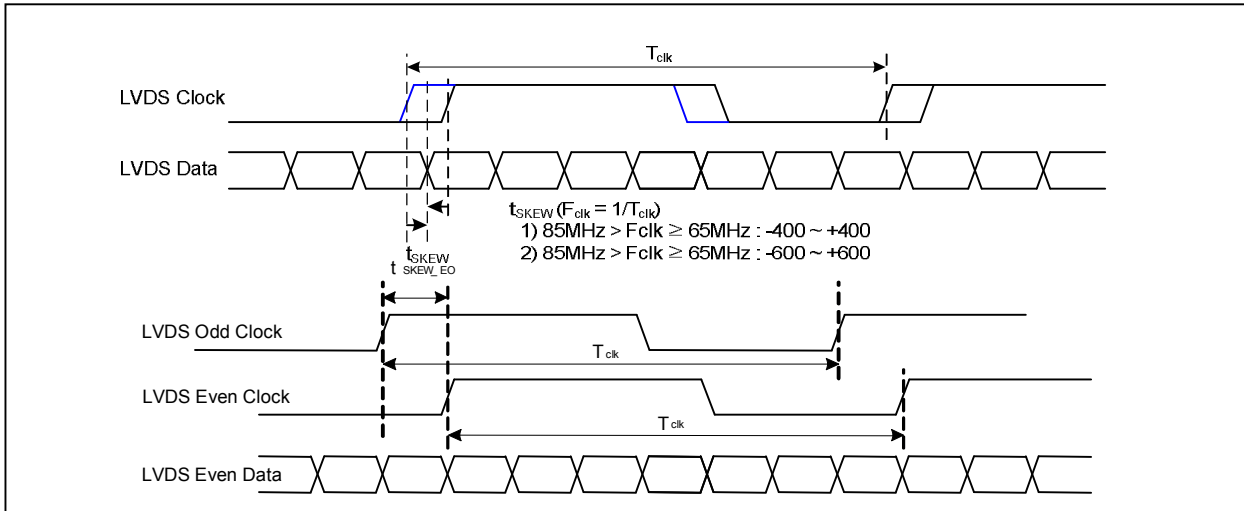 Tclk
LVDS Clock
LVDS Data
tSKEW (Fclk = 1/Tclk)
1) 85MHz > Fclk ≥ 65MHz : -400 ~ +400
2) 85MHz > Fclk ≥ 65MHz : -600 ~ +600
tSKEW
t SKEW_EO
LVDS Odd Clock
Tclk
LVDS Even Clock
Tclk
LVDS Even Data